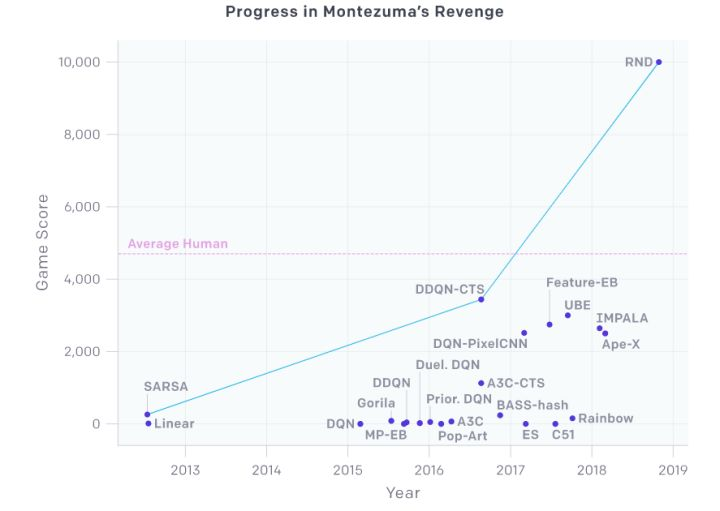 Progress in Montezuma's Revenge
10,000
RND
8,000
6,000
Average Human
4,000
Feature-EB
DDQN-CTS
UBE
IMPALA
DDQN-PixelCNN
Ape-X
2,000
Duel. DQN
SARSA
DDQN
A3C-CTS
Gorila
Prior. DQN
BASS-hash
0
Linear
DQN
A3C
Rainbow
MP-EB
Pop-Art
ES
C51
Game Score
2013
2014
2015
2016
2017
2018
2019
Year